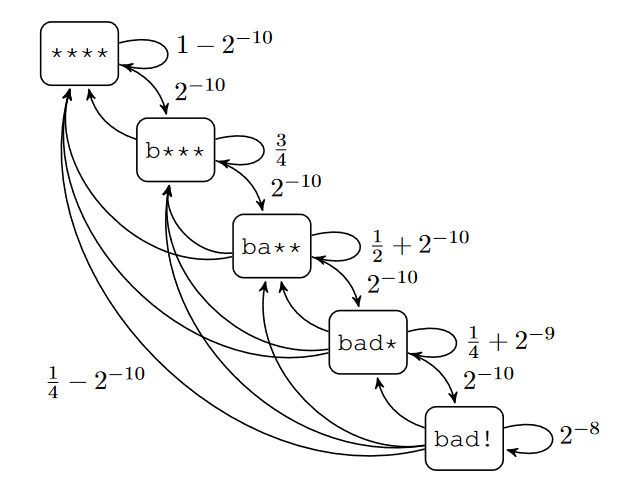 ****
1 − 2⁻¹⁰
2⁻¹⁰
b***
3/4
2⁻¹⁰
ba**
1/2 + 2⁻¹⁰
2⁻¹⁰
bad*
1/4 + 2⁻⁹
1/4 − 2⁻¹⁰
2⁻¹⁰
bad!
2⁻⁸